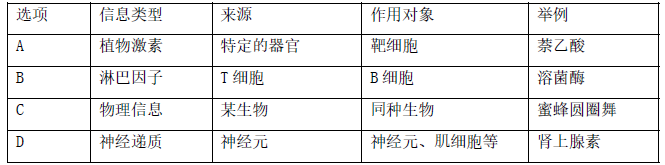 选项 信息类型 来源 作用对象 举例
A 植物激素 特定的器官 靶细胞 萘乙酸
B 淋巴因子 T 细胞 B 细胞 溶菌酶
C 物理信息 某生物 同种生物 蜜蜂圆圈舞
D 神经递质 神经元 神经元、肌细胞等 肾上腺素